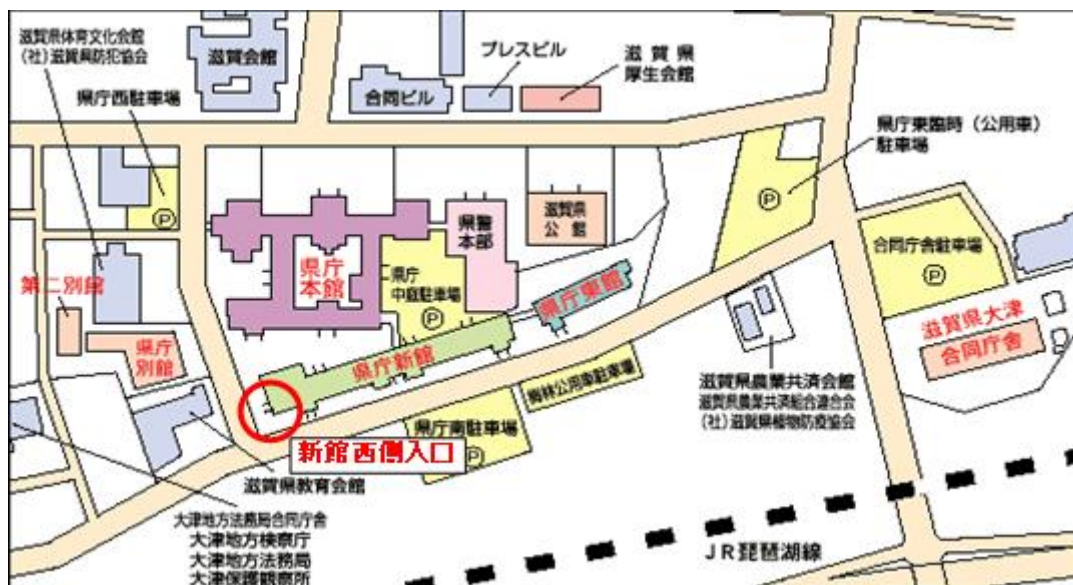 滋賀県体育文化会館
(社)滋賀県防犯協会
滋賀会館
プレスビル
滋賀県
厚生会館
合同ビル
県庁西駐車場
県庁東臨時（公用車）
駐車場
P
P
県警
本部
滋賀県
公館
合同庁舎駐車場
P
県庁
本館
県庁
中庭駐車場
P
第二別館
県庁東館
滋賀県大津
合同庁舎
県庁
別館
県庁新館
梅林公用車駐車場
滋賀県農業共済会館
滋賀県農業共済組合連合会
(社)滋賀県植物防疫協会
県庁南駐車場
P
新館西側入口
滋賀県教育会館
大津地方法務局合同庁舎
大津地方検察庁
大津地方法務局
大津保護観察所
JR琵琶湖線